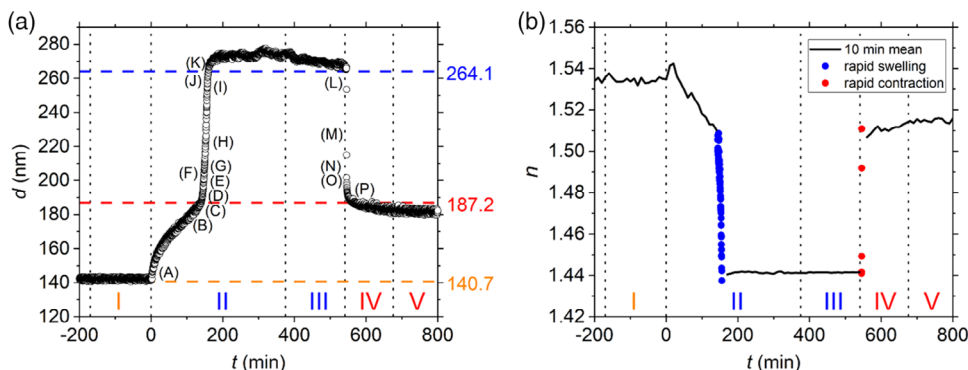 (a)
280
260
240
220
200
180
160
140
120
d (nm)
(K)
(J)
(I)
(H)
(F)
(G)
(E)
(D)
(C)
(B)
(A)
(L)
(M)
(N)
(O)
(P)
264.1
187.2
140.7
I II III IV V
-200 0 200 400 600 800
t (min)
(b)
1.56
1.54
1.52
1.50
1.48
1.46
1.44
1.42
n
10 min mean
rapid swelling
rapid contraction
I II III IV V
-200 0 200 400 600 800
t (min)